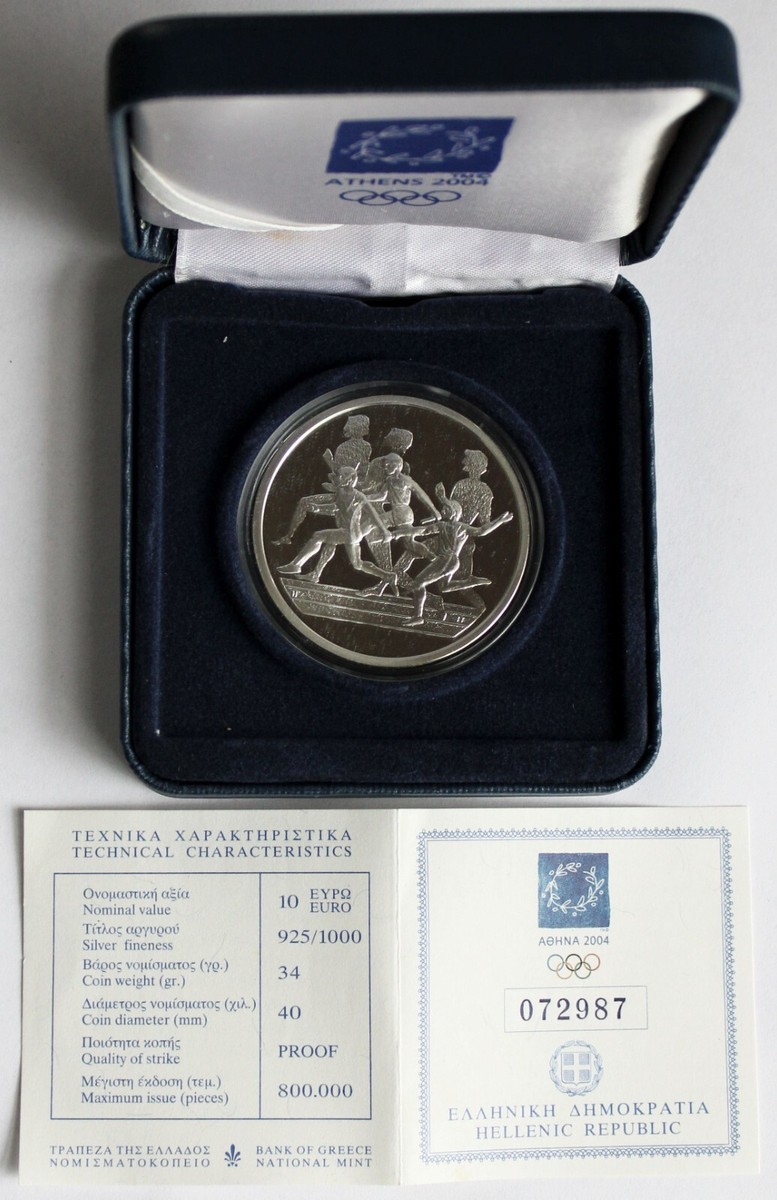 TM©
ATHENS 2004
ΤΕΧΝΙΚΑ ΧΑΡΑΚΤΗΡΙΣΤΙΚΑ
TECHNICAL CHARACTERISTICS
Ονομαστική αξία
Nominal value
10 ΕΥΡΩ
EURO
Τίτλος αργυρού
Silver fineness
925/1000
Βάρος νομίσματος (γρ.)
Coin weight (gr.)
34
Διάμετρος νομίσματος (χιλ.)
Coin diameter (mm)
40
Ποιότητα κοπής
Quality of strike
PROOF
Μέγιστη έκδοση (τεμ.)
Maximum issue (pieces)
800.000
ΤΡΑΠΕΖΑ ΤΗΣ ΕΛΛΑΔΟΣ
ΝΟΜΙΣΜΑΤΟΚΟΠΕΙΟ
BANK OF GREECE
NATIONAL MINT
ΑΘΗΝΑ 2004
072987
ΕΛΛΗΝΙΚΗ ΔΗΜΟΚΡΑΤΙΑ
HELLENIC REPUBLIC